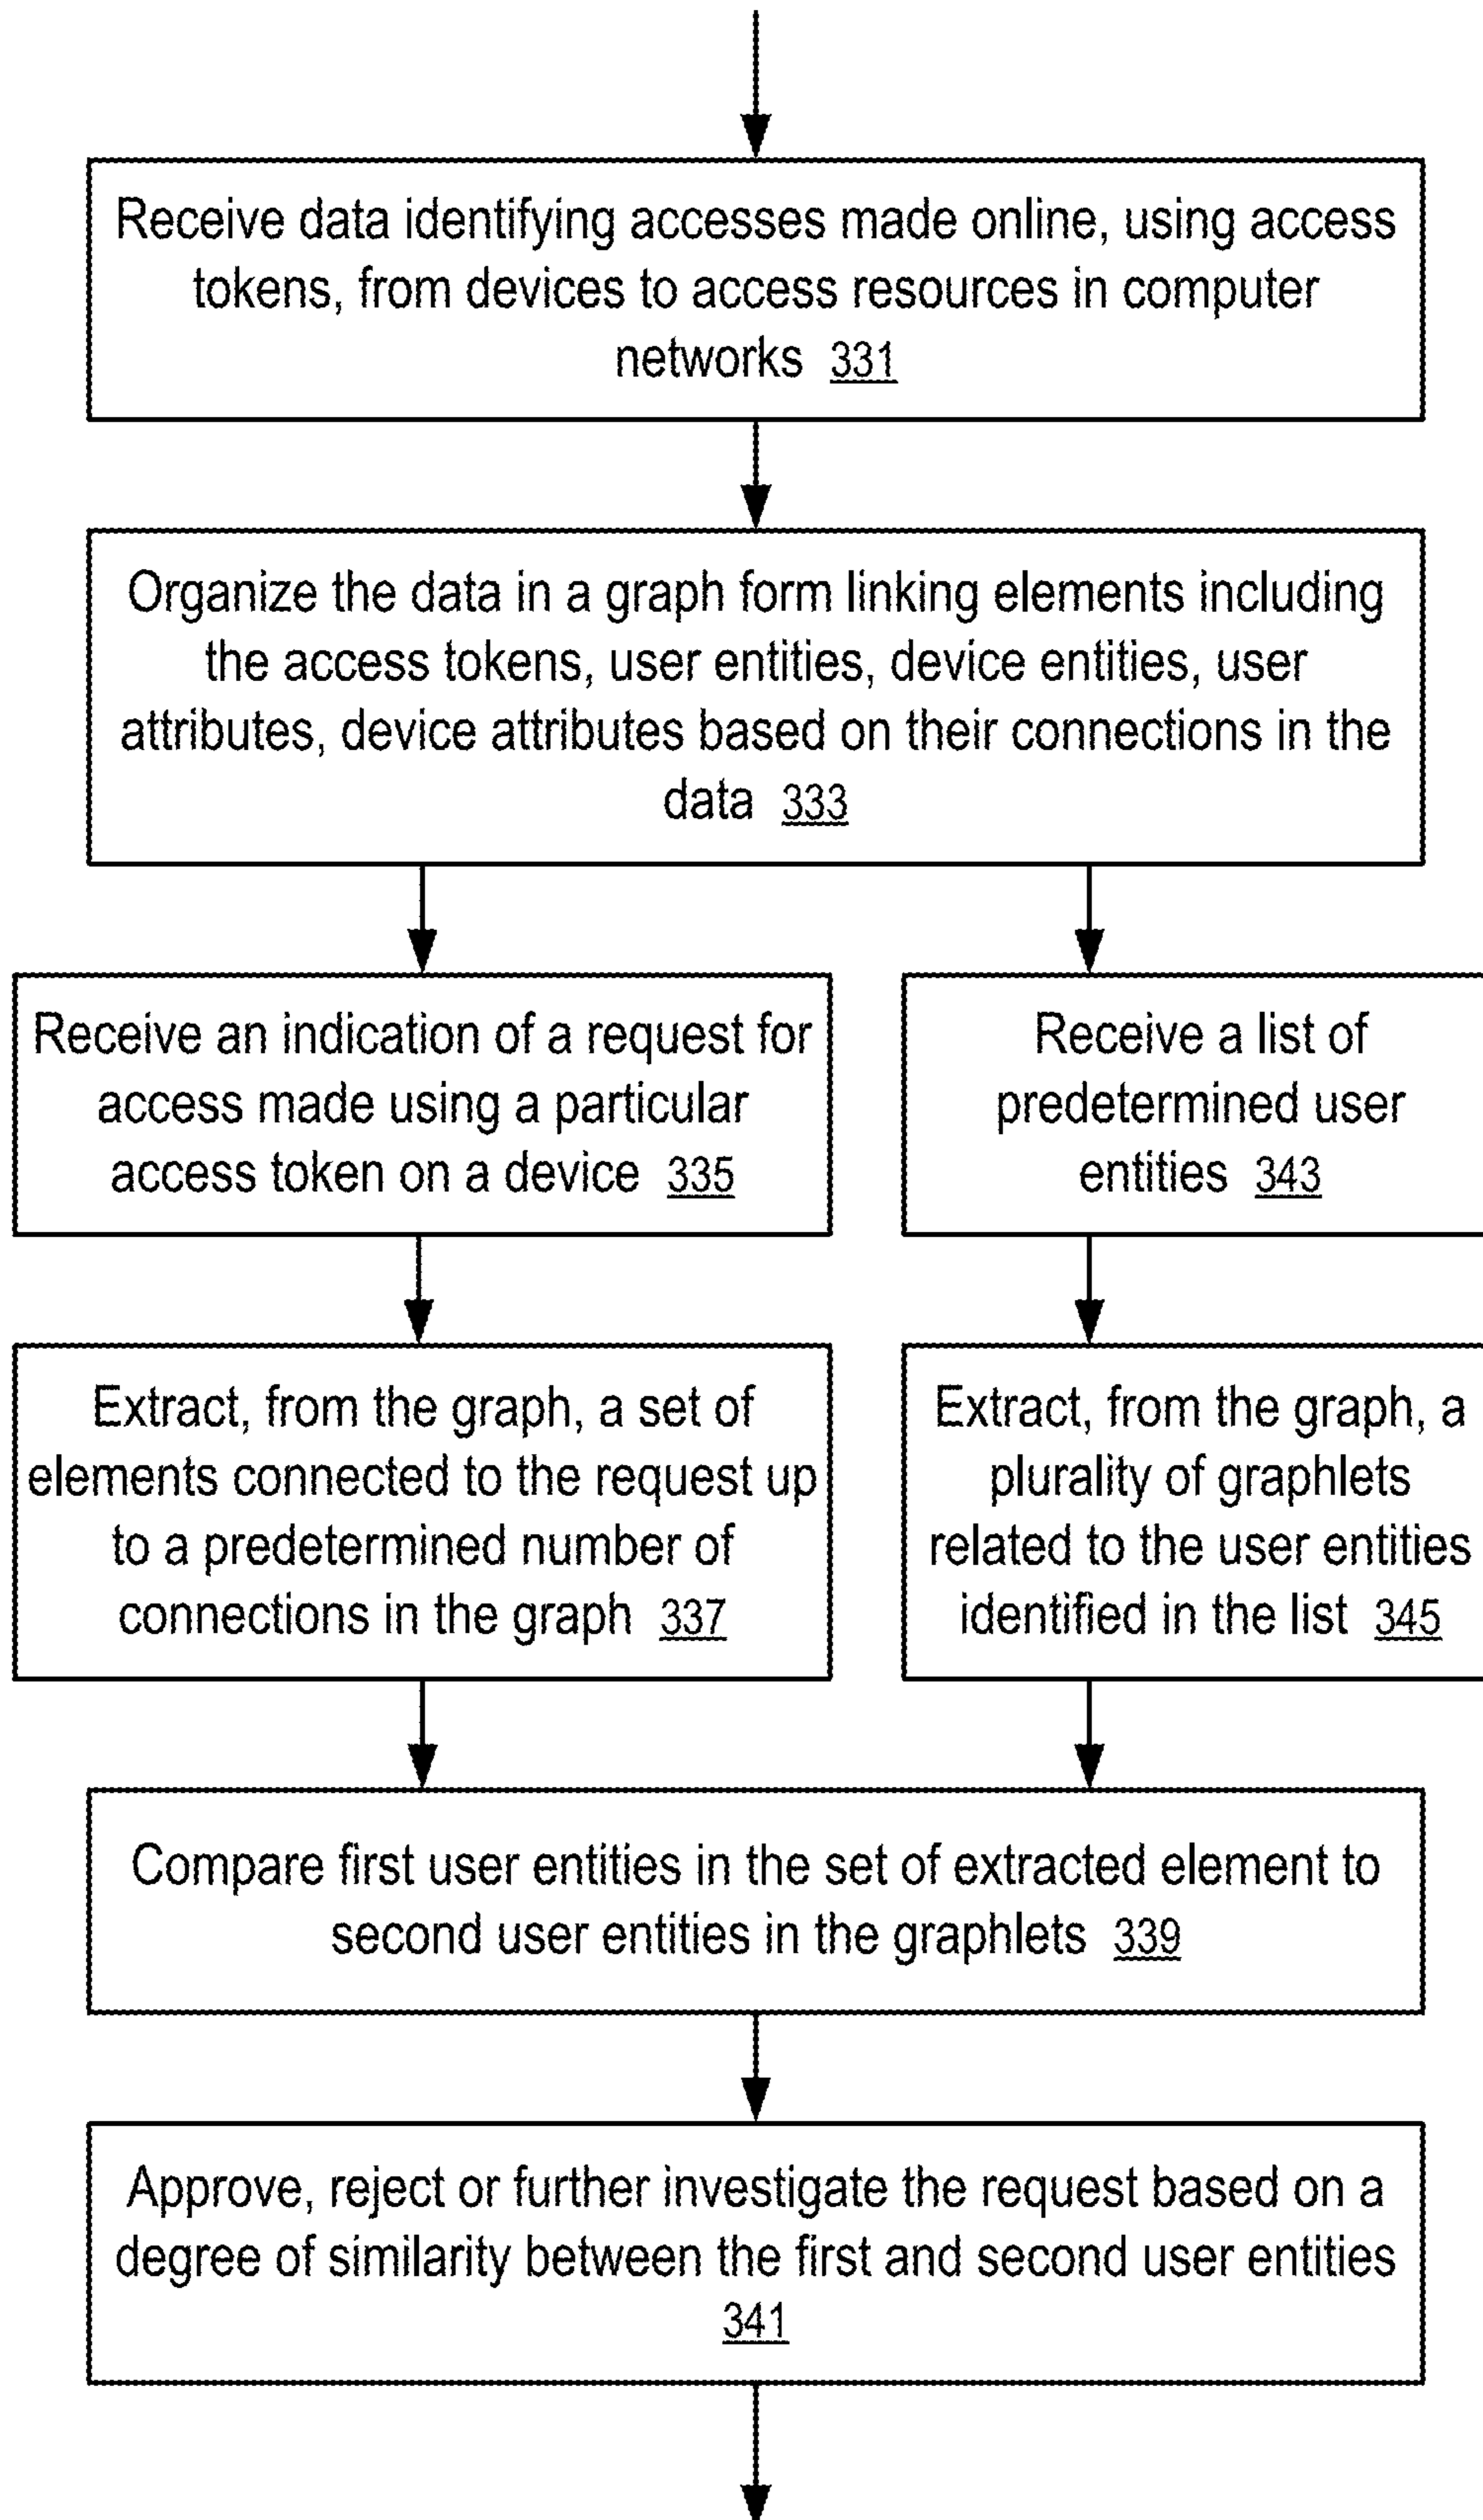 Receive data identifying accesses made online, using access
tokens, from devices to access resources in computer
networks 331
Organize the data in a graph form linking elements including
the access tokens, user entities, device entities, user
attributes, device attributes based on their connections in the
data 333
Receive an indication of a request for
access made using a particular
access token on a device 335
Receive a list of
predetermined user
entities 343
Extract, from the graph, a set of
elements connected to the request up
to a predetermined number of
connections in the graph 337
Extract, from the graph, a
plurality of graphlets
related to the user entities
identified in the list 345
Compare first user entities in the set of extracted element to
second user entities in the graphlets 339
Approve, reject or further investigate the request based on a
degree of similarity between the first and second user entities
341